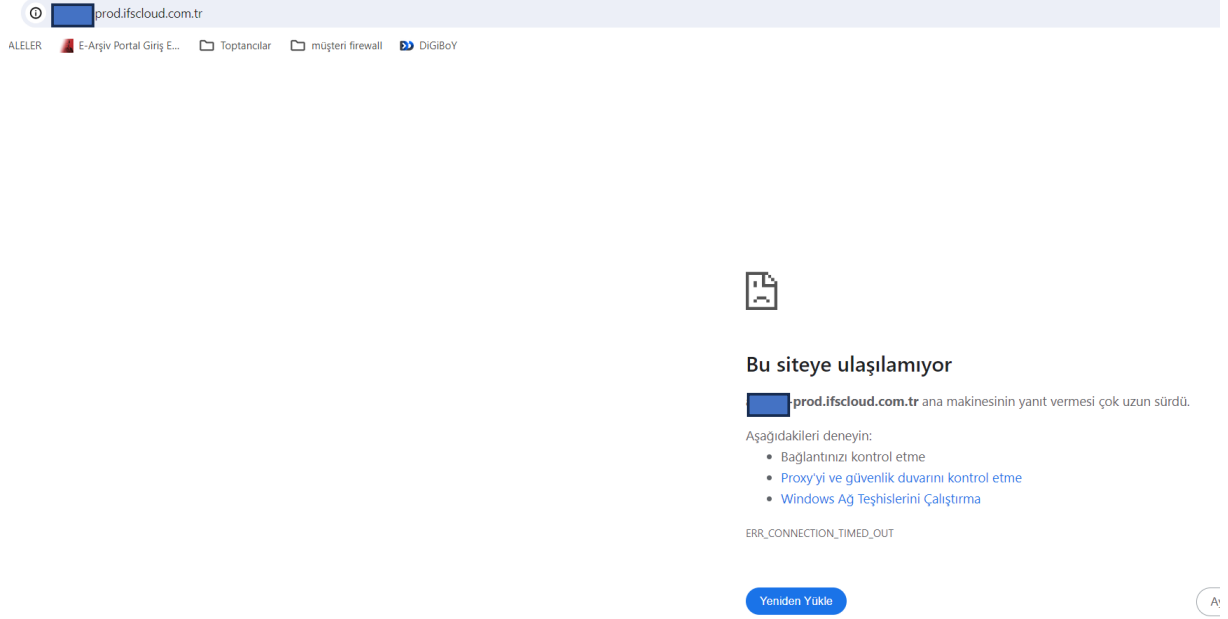 prod.ifscloud.com.tr
ALELER E-Arşiv Portal Giriş E... Toptancılar müşteri firewall DiGiBoY
Bu siteye ulaşılamıyor
-prod.ifscloud.com.tr ana makinesinin yanıt vermesi çok uzun sürdü.
Aşağıdakileri deneyin:
Bağlantınızı kontrol etme
Proxy'yi ve güvenlik duvarını kontrol etme
Windows Ağ Teşhislerini Çalıştırma
ERR_CONNECTION_TIMED_OUT
Yeniden Yükle